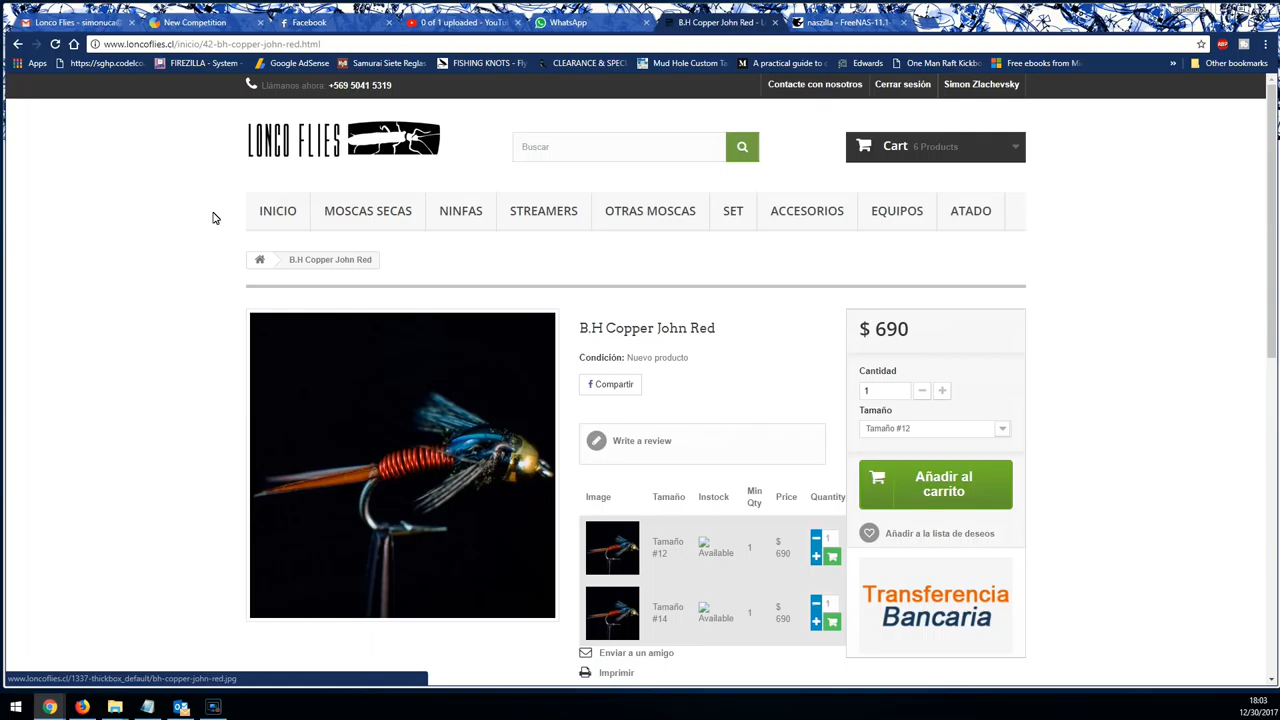 Lonco Flies - simonuca@
New Competition
Facebook
0 of 1 uploaded - YouTu
WhatsApp
B.H Copper John Red - L
naszilla - FreeNAS-11.1
simonuca
www.loncoflies.cl/inicio/42-bh-copper-john-red.html
Apps
https://sghp.codelco
FIREZILLA - System -
Google AdSense
Samurai Siete Reglas
FISHING KNOTS - Fly
CLEARANCE & SPECI
Mud Hole Custom Ta
A practical guide to
Edwards
One Man Raft Kickbo
Free ebooks from Mi
»
Other bookmarks
Llámanos ahora: +569 5041 5319
Contacte con nosotros
Cerrar sesión
Simon Zlachevsky
LONCO FLIES
Buscar
Cart 6 Products
INICIO
MOSCAS SECAS
NINFAS
STREAMERS
OTRAS MOSCAS
SET
ACCESORIOS
EQUIPOS
ATADO
B.H Copper John Red
B.H Copper John Red
Condición: Nuevo producto
Compartir
Write a review
Image
Tamaño
Instock
Min
Qty
Price
Quantity
Tamaño
#12
Available
1
$
690
1
Tamaño
#14
Available
1
$
690
1
Enviar a un amigo
Imprimir
$ 690
Cantidad
1
Tamaño
Tamaño #12
Añadir al
carrito
Añadir a la lista de deseos
Transferencia
Bancaria
www.loncoflies.cl/1337-thickbox_default/bh-copper-john-red.jpg
18:03
12/30/2017